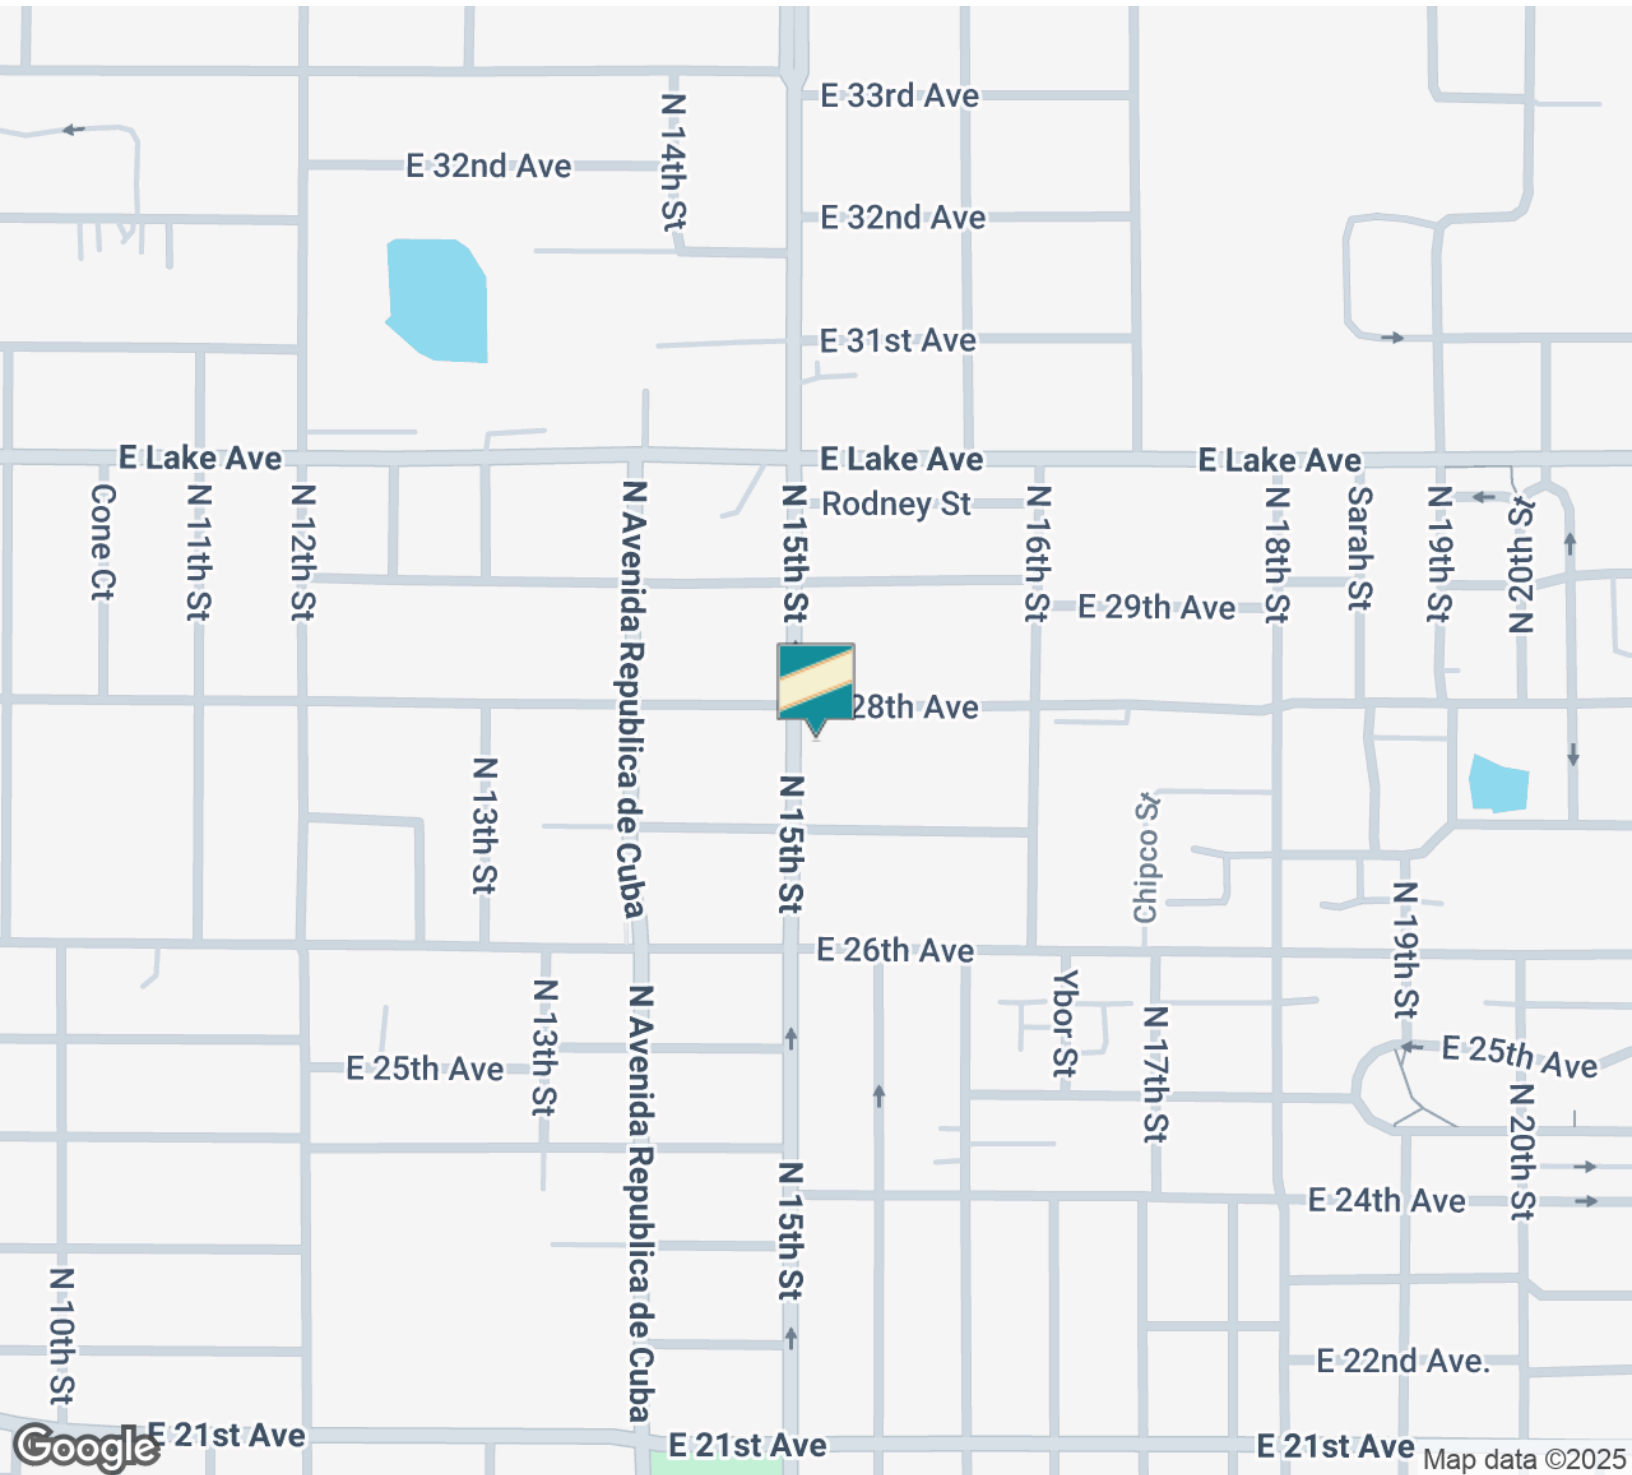 E 33rd Ave
N 14th St
E 32nd Ave
E 32nd Ave
E 31st Ave
E Lake Ave
E Lake Ave
E Lake Ave
Cone Ct
N 11th St
N 12th St
N Avenida Republica de Cuba
N 15th St
Rodney St
N 16th St
N 18th St
Sarah St
N 19th St
N 20th St
E 29th Ave
28th Ave
N 13th St
N 15th St
Chipco St
N 19th St
E 26th Ave
N 13th St
N Avenida Republica de Cuba
Ybor St
N 17th St
E 25th Ave
E 25th Ave
N 20th St
N 15th St
E 24th Ave
N 10th St
E 22nd Ave.
E 21st Ave
E 21st Ave
E 21st Ave
Google
Map data ©2025